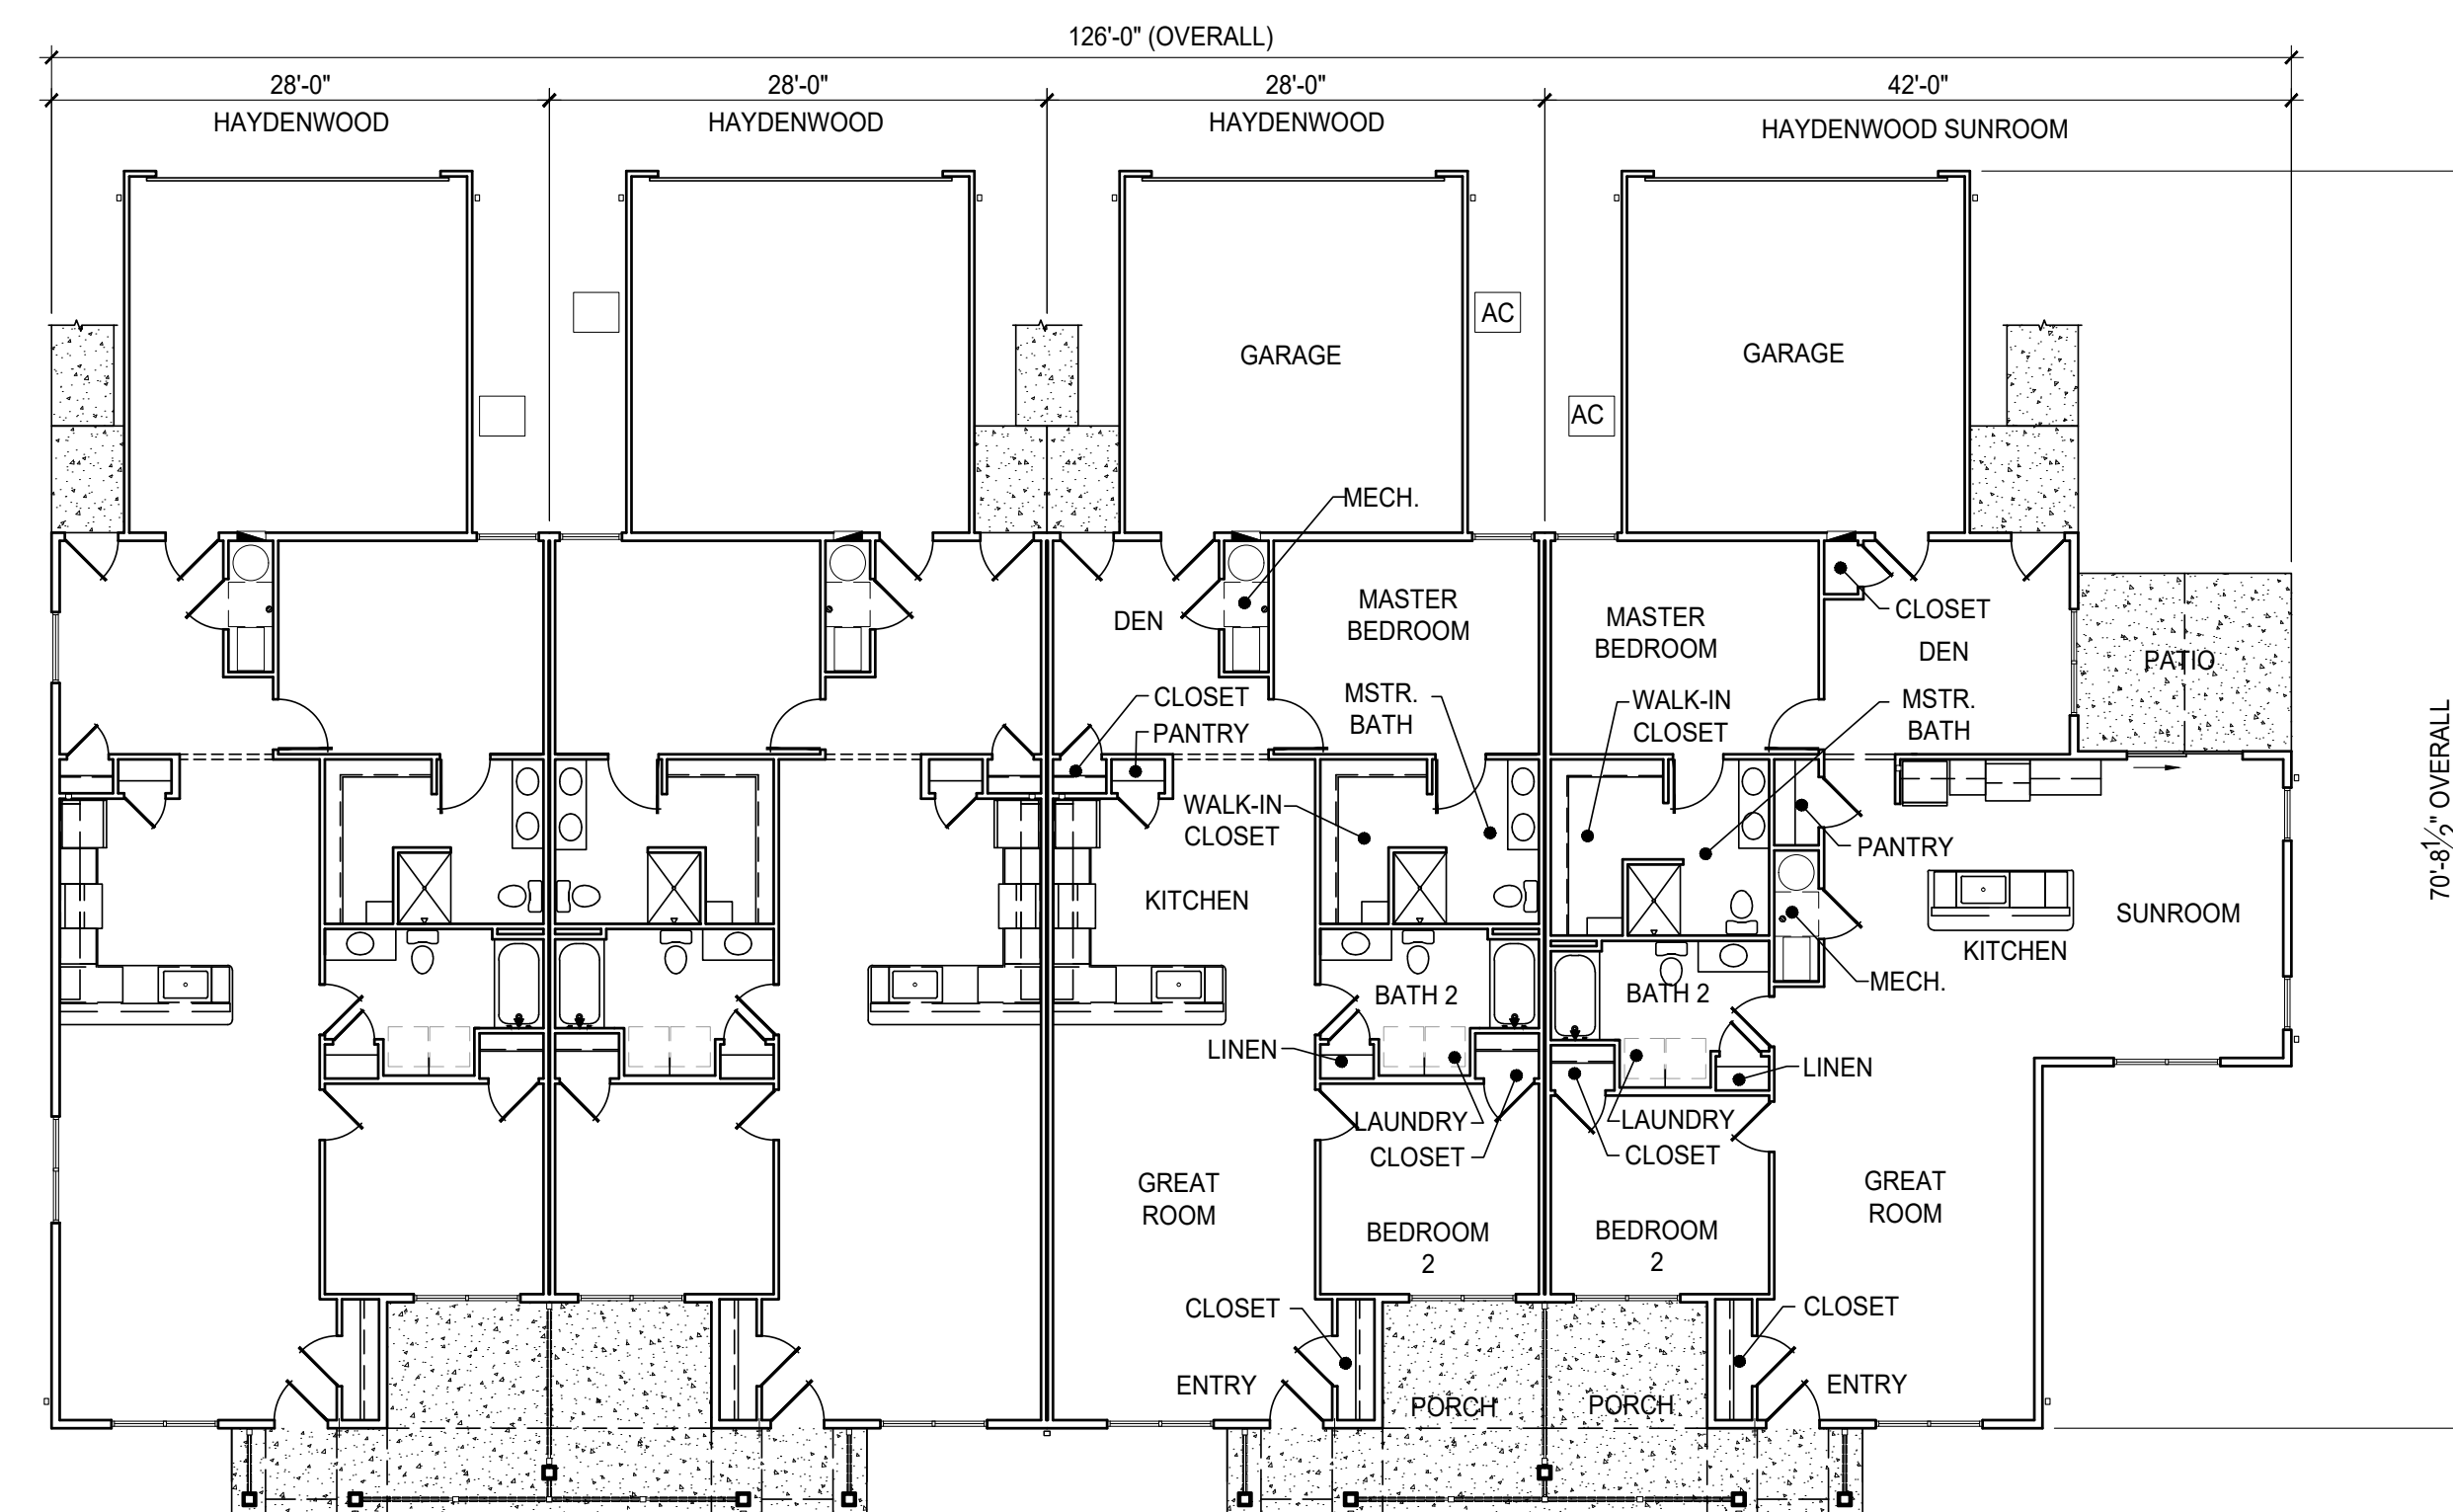 126'-0" (OVERALL)
28'-0"
28'-0"
28'-0"
42'-0"
HAYDENWOOD
HAYDENWOOD
HAYDENWOOD
HAYDENWOOD SUNROOM
AC
GARAGE
GARAGE
AC
MECH.
DEN
MASTER
BEDROOM
MASTER
BEDROOM
CLOSET
DEN
PATIO
CLOSET
PANTRY
MSTR.
BATH
WALK-IN
CLOSET
MSTR.
BATH
70'-8 1/2" OVERALL
WALK-IN
CLOSET
PANTRY
KITCHEN
SUNROOM
KITCHEN
MECH.
BATH 2
BATH 2
LINEN
LINEN
LAUNDRY
CLOSET
LAUNDRY
CLOSET
GREAT
ROOM
GREAT
ROOM
BEDROOM
2
BEDROOM
2
CLOSET
CLOSET
ENTRY
ENTRY
PORCH
PORCH